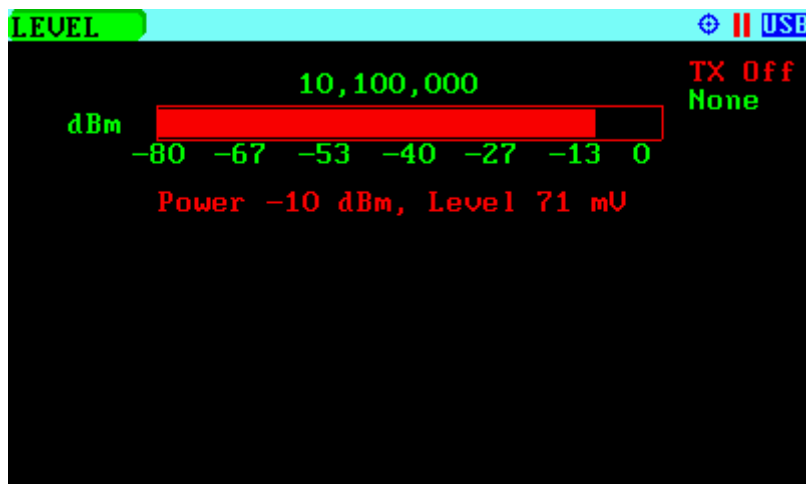 LEVEL USB
10,100,000
TX Off
None
dBm
-80 -67 -53 -40 -27 -13 0
Power -10 dBm, Level 71 mV